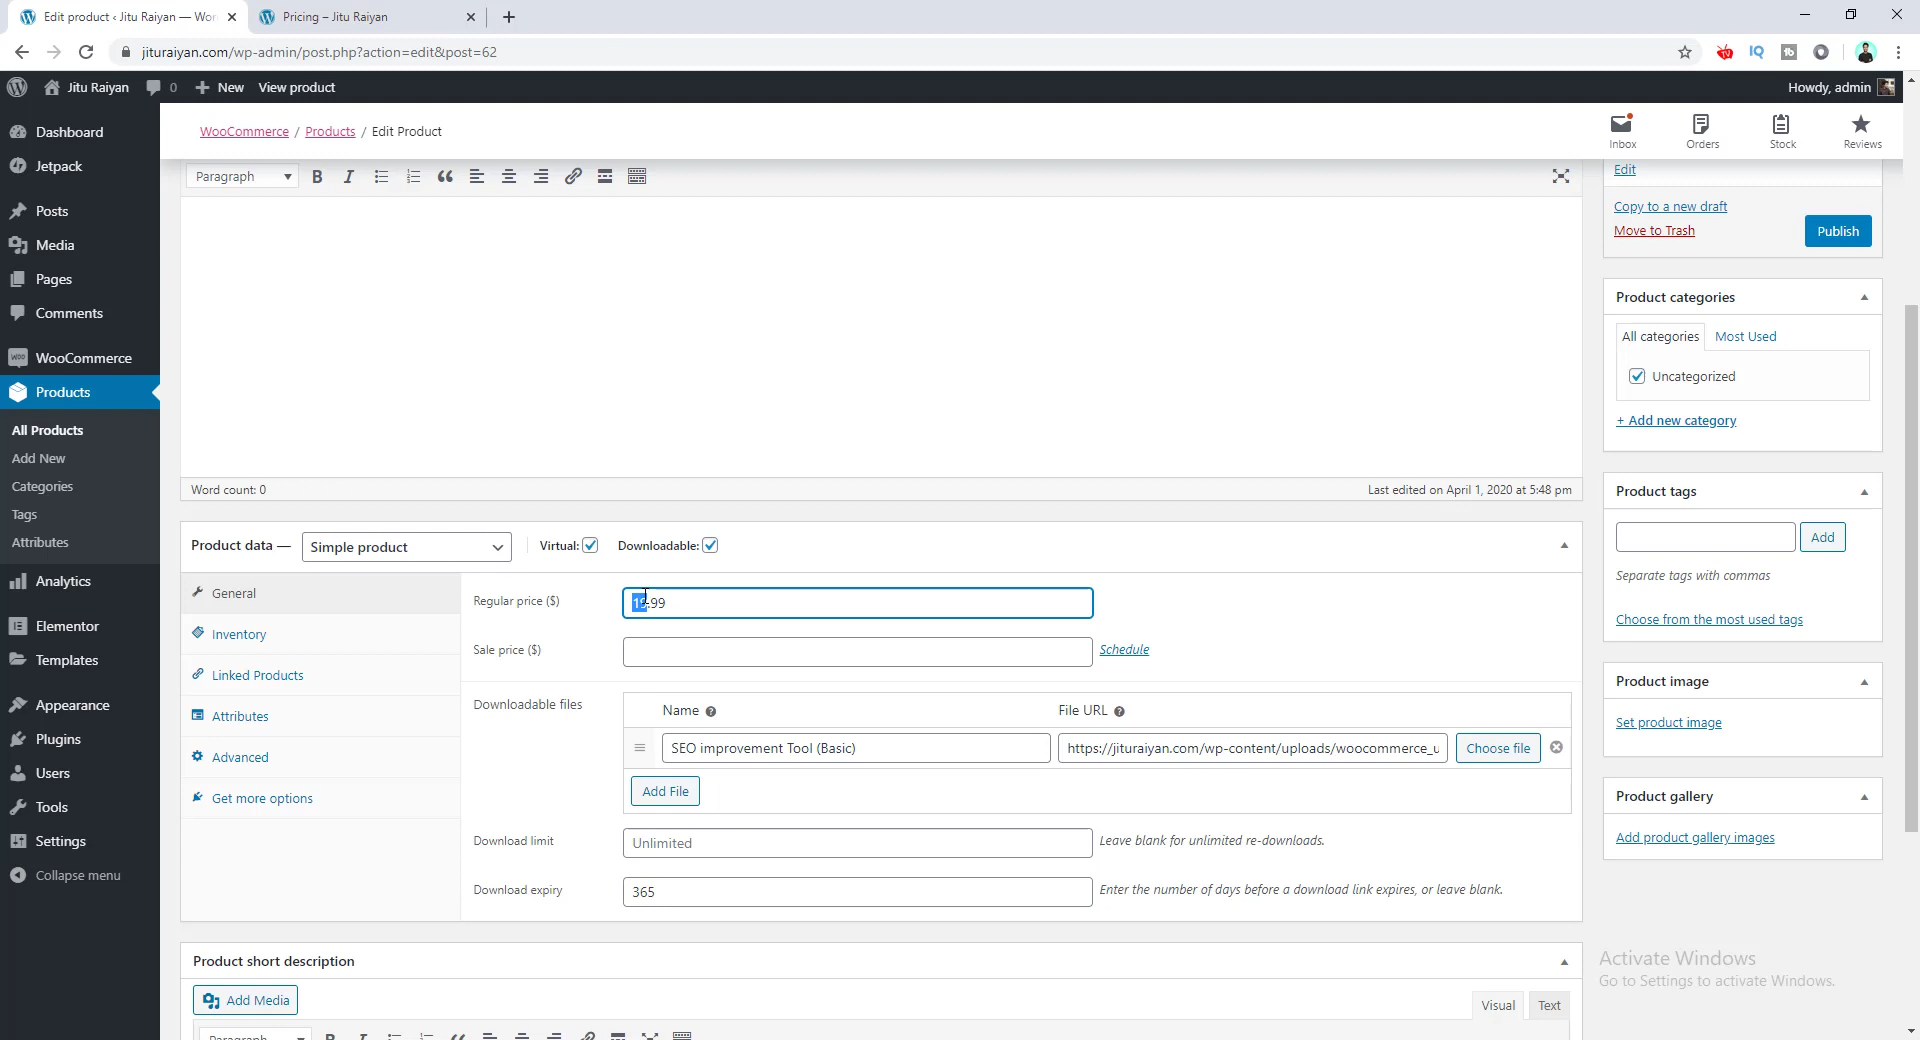 Edit product ‹ Jitu Raiyan — Wor
Pricing – Jitu Raiyan
jituraiyan.com/wp-admin/post.php?action=edit&post=62
Jitu Raiyan
0
New
View product
Howdy, admin
Dashboard
Jetpack
Posts
Media
Pages
Comments
WooCommerce
Products
All Products
Add New
Categories
Tags
Attributes
Analytics
Elementor
Templates
Appearance
Plugins
Users
Tools
Settings
Collapse menu
WooCommerce / Products / Edit Product
Inbox
Orders
Stock
Reviews
Paragraph
Word count: 0
Last edited on April 1, 2020 at 5:48 pm
Product data —
Simple product
Virtual:
Downloadable:
General
Inventory
Linked Products
Attributes
Advanced
Get more options
Regular price ($)
19.99
Sale price ($)
Schedule
Downloadable files
Name
File URL
SEO improvement Tool (Basic)
https://jituraiyan.com/wp-content/uploads/woocommerce_u
Choose file
Add File
Download limit
Unlimited
Leave blank for unlimited re-downloads.
Download expiry
365
Enter the number of days before a download link expires, or leave blank.
Product short description
Add Media
Visual
Text
Paragraph
Edit
Copy to a new draft
Move to Trash
Publish
Product categories
All categories
Most Used
Uncategorized
+ Add new category
Product tags
Add
Separate tags with commas
Choose from the most used tags
Product image
Set product image
Product gallery
Add product gallery images
Activate Windows
Go to Settings to activate Windows.